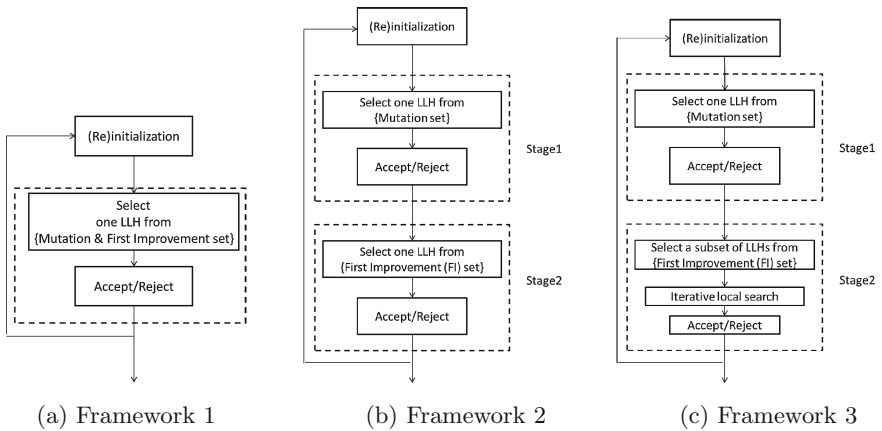 (Re)initialization
Select
one LLH from
{Mutation & First Improvement set}
Accept/Reject
(a) Framework 1
(Re)initialization
Select one LLH from
{Mutation set}
Accept/Reject
Stage1
Select one LLH from
{First Improvement (FI) set}
Accept/Reject
Stage2
(b) Framework 2
(Re)initialization
Select one LLH from
{Mutation set}
Accept/Reject
Stage1
Select a subset of LLHs from
{First Improvement (FI) set}
Iterative local search
Accept/Reject
Stage2
(c) Framework 3